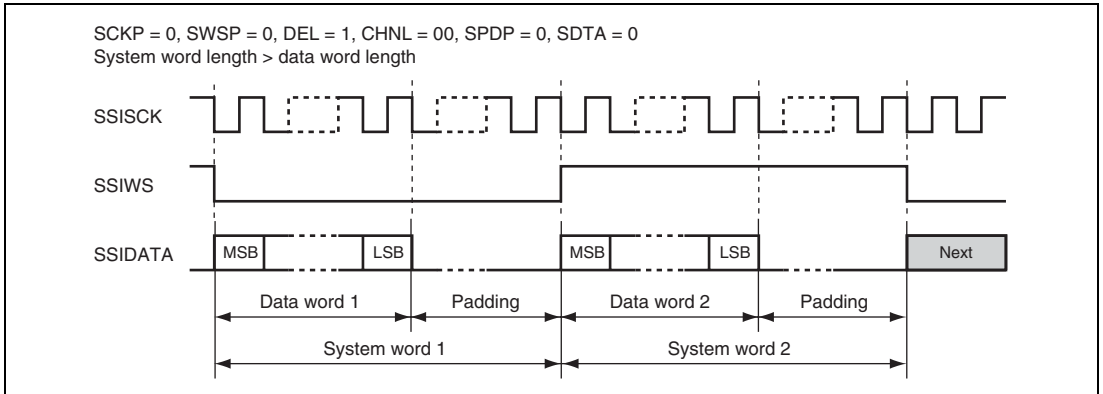 SCKP = 0, SWSP = 0, DEL = 1, CHNL = 00, SPDP = 0, SDTA = 0
System word length > data word length
SSISCK
SSIWS
SSIDATA MSB LSB MSB LSB Next
Data word 1 Padding Data word 2 Padding
System word 1 System word 2